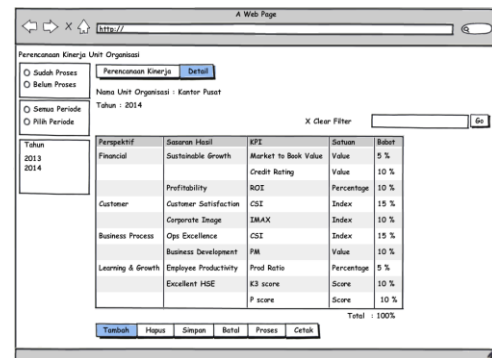 A Web Page
http://
Perencanaan Kinerja Unit Organisasi
Sudah Proses
Belum Proses
Semua Periode
Pilih Periode
Tahun
2013
2014
Perencanaan Kinerja Detail
Nama Unit Organisasi : Kantor Pusat
Tahun : 2014
X Clear Filter Go
Perspektif Sasaran Hasil KPI Satuan Bobot
Financial Sustainable Growth Market to Book Value Value 5 %
Credit Rating Value 10 %
Profitability ROI Percentage 10 %
Customer Customer Satisfaction CSI Index 15 %
Corporate Image IMAX Index 10 %
Business Process Ops Excellence CSI Index 15 %
Business Development PM Value 10 %
Learning & Growth Employee Productivity Prod Ratio Percentage 5 %
Excellent HSE K3 score Score 10 %
P score Score 10 %
Total : 100%
Tambah Hapus Simpan Batal Proses Cetak